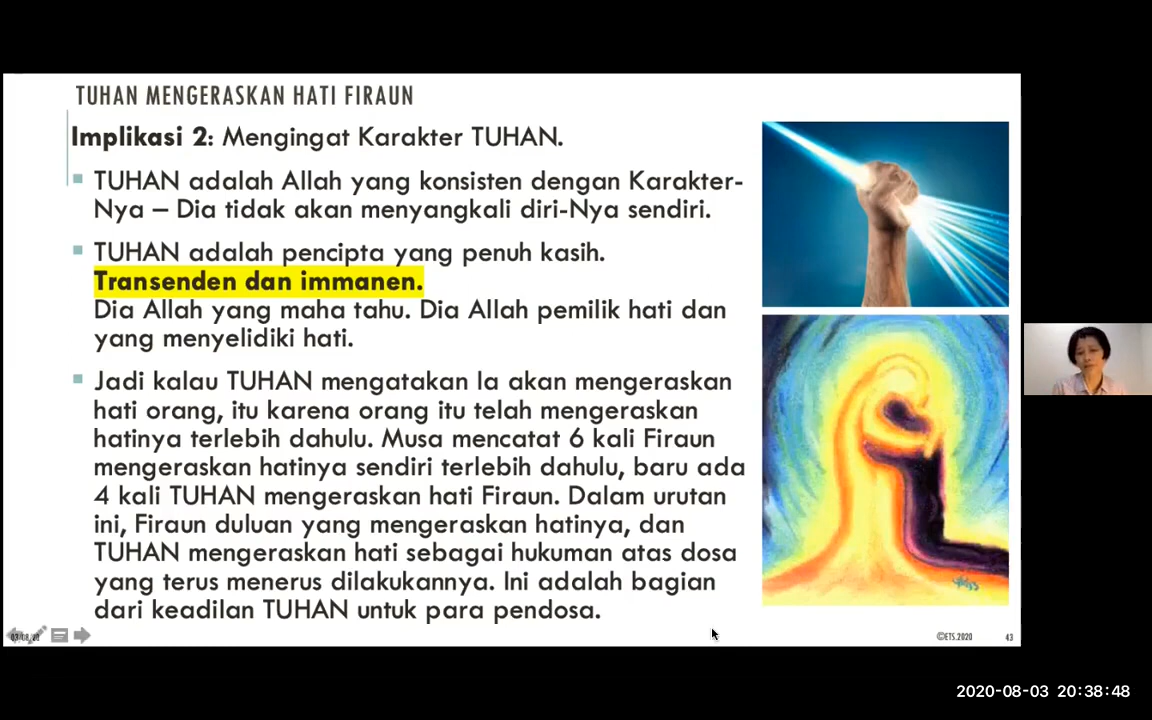 TUHAN MENGERASKAN HATI FIRAUN
Implikasi 2: Mengingat Karakter TUHAN.
TUHAN adalah Allah yang konsisten dengan Karakter-
Nya – Dia tidak akan menyangkali diri-Nya sendiri.
TUHAN adalah pencipta yang penuh kasih.
Transenden dan immanen.
Dia Allah yang maha tahu. Dia Allah pemilik hati dan
yang menyelidiki hati.
Jadi kalau TUHAN mengatakan Ia akan mengeraskan
hati orang, itu karena orang itu telah mengeraskan
hatinya terlebih dahulu. Musa mencatat 6 kali Firaun
mengeraskan hatinya sendiri terlebih dahulu, baru ada
4 kali TUHAN mengeraskan hati Firaun. Dalam urutan
ini, Firaun duluan yang mengeraskan hatinya, dan
TUHAN mengeraskan hati sebagai hukuman atas dosa
yang terus menerus dilakukannya. Ini adalah bagian
dari keadilan TUHAN untuk para pendosa.
©ETS.2020
43
2020-08-03 20:38:48